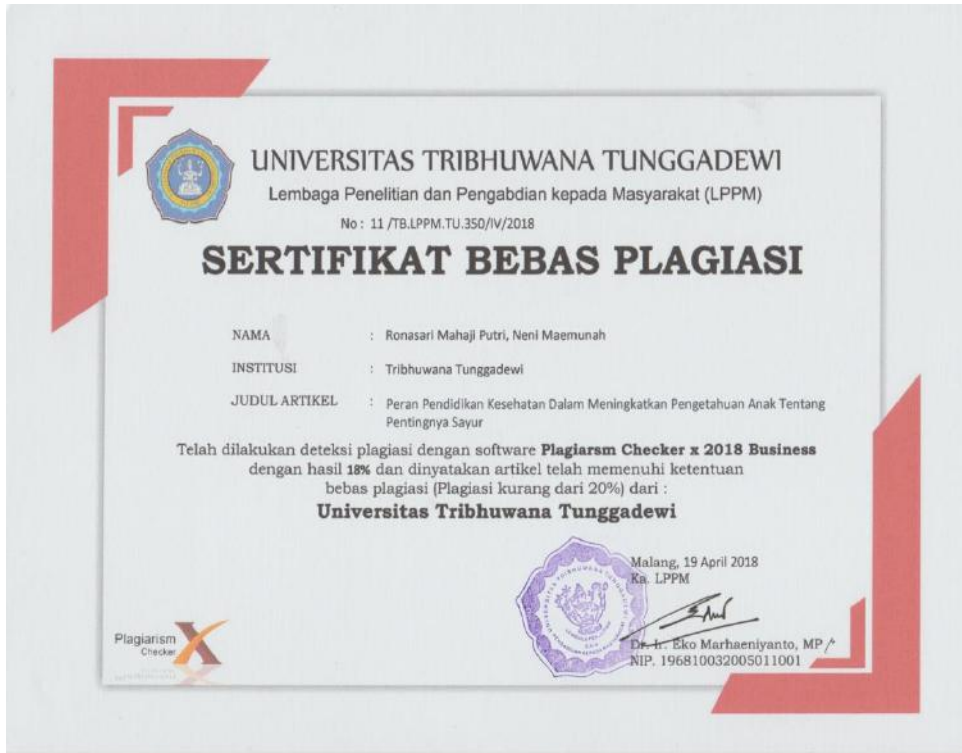 UNIVERSITAS TRIBHUWANA TUNGGADEWI
Lembaga Penelitian dan Pengabdian kepada Masyarakat (LPPM)
No : 11 /TB.LPPM.TU.350/IV/2018
SERTIFIKAT BEBAS PLAGIASI
NAMA : Ronasari Mahaji Putri, Neni Maemunah
INSTITUSI : Tribhuwana Tunggadewi
JUDUL ARTIKEL : Peran Pendidikan Kesehatan Dalam Meningkatkan Pengetahuan Anak Tentang
Pentingnya Sayur
Telah dilakukan deteksi plagiasi dengan software Plagiarsm Checker x 2018 Business
dengan hasil 18% dan dinyatakan artikel telah memenuhi ketentuan
bebas plagiasi (Plagiasi kurang dari 20%) dari :
Universitas Tribhuwana Tunggadewi
Malang, 19 April 2018
Ka. LPPM
Dr. Ir. Eko Marhaeniyanto, MP
NIP. 196810032005011001
Plagiarism
Checker